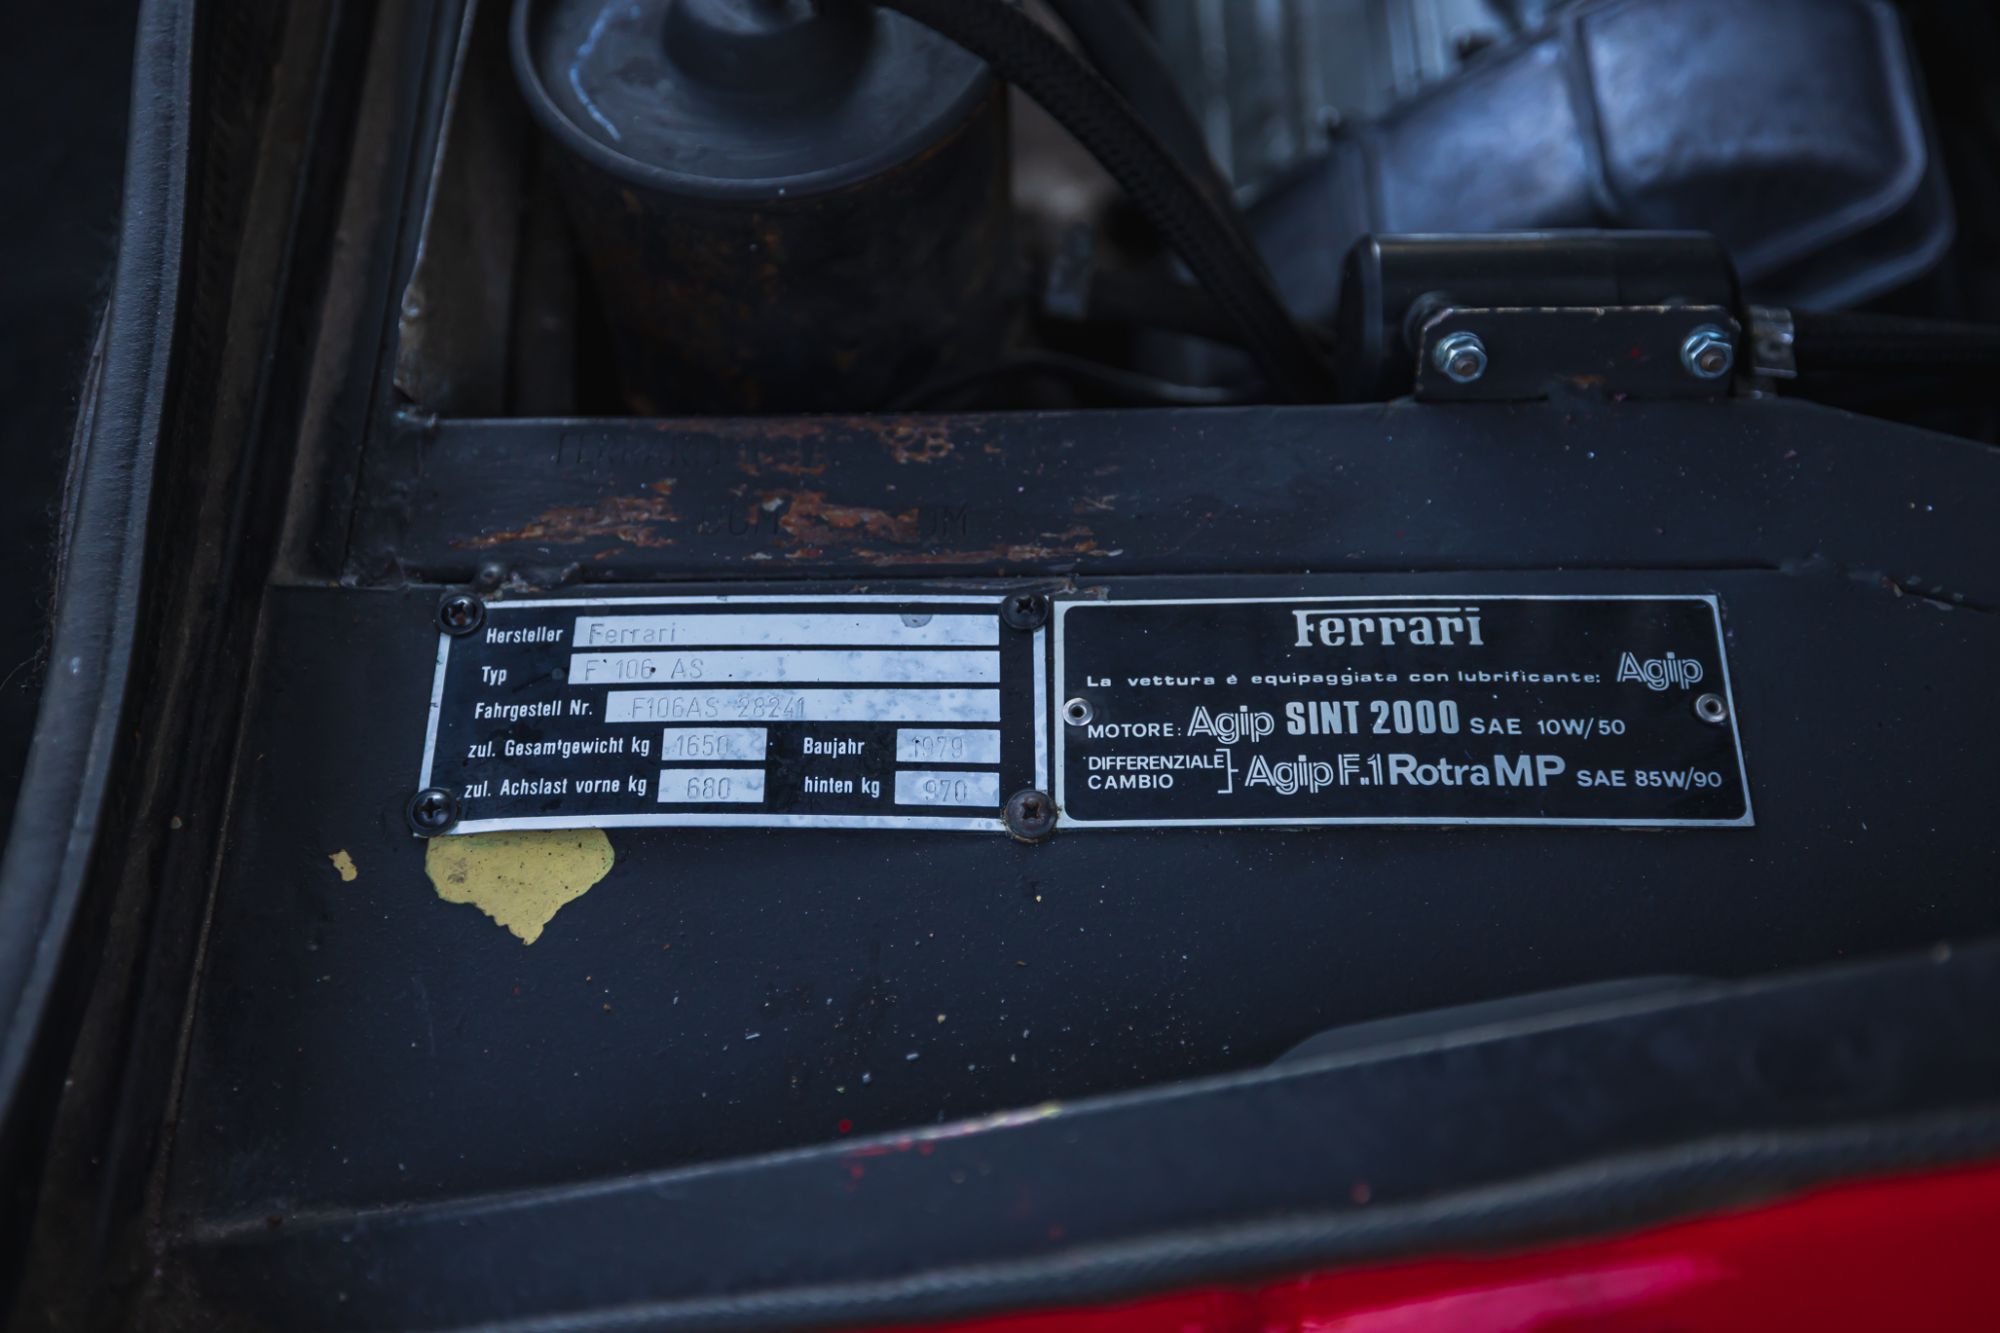 Hersteller Ferrari
Typ F 106 AS
Fahrgestell Nr. F106AS 28241
zul. Gesamtgewicht kg 1650 Baujahr 1979
zul. Achslast vorne kg 680 hinten kg 970
Ferrari
La vettura è equipaggiata con lubrificante: Agip
MOTORE: Agip SINT 2000 SAE 10W/50
DIFFERENZIALE
CAMBIO Agip F.1 Rotra MP SAE 85W/90